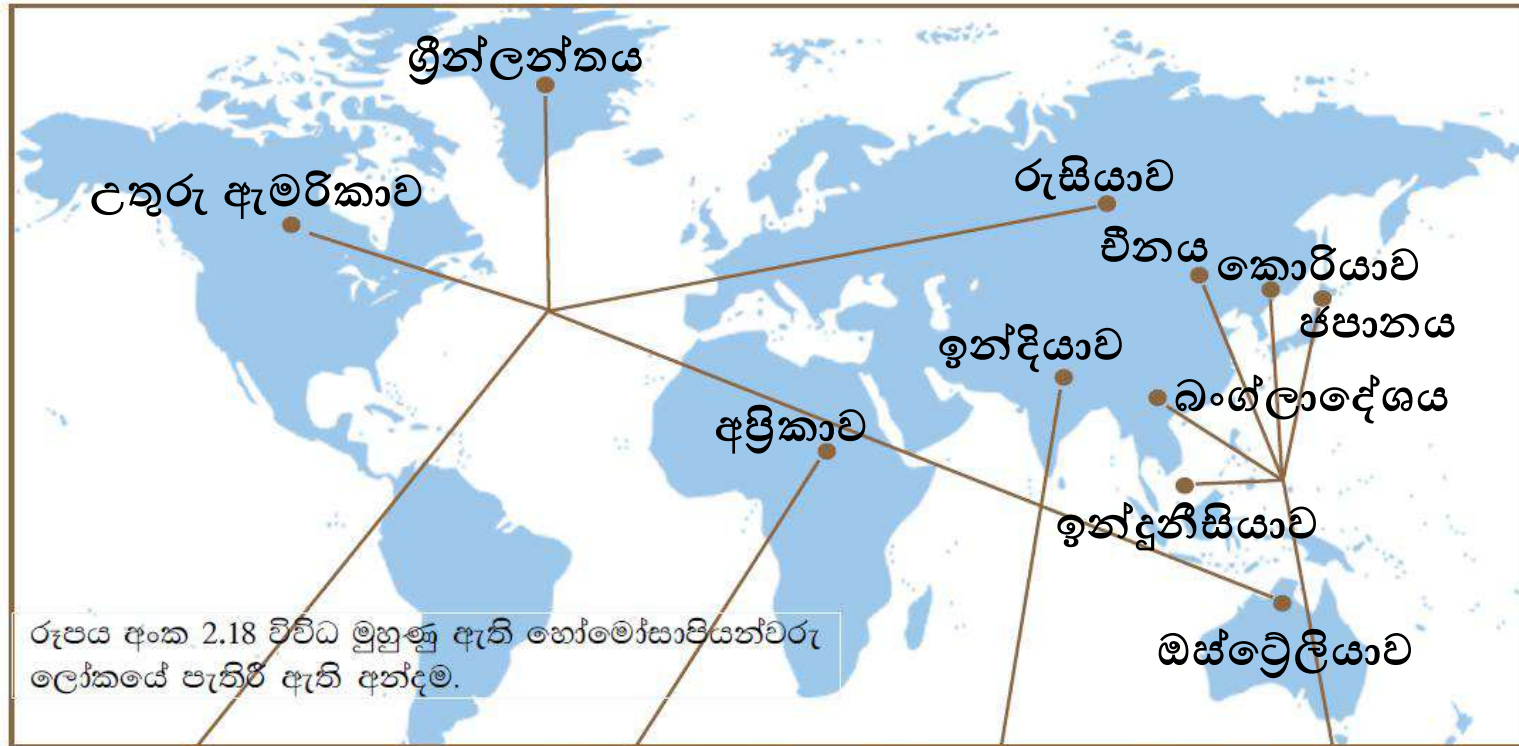 ග්‍රීන්ලන්තය
උතුරු ඇමරිකාව
රුසියාව
චීනය
කොරියාව
ජපානය
ඉන්දියාව
බංග්ලාදේශය
අප්‍රිකාව
ඉන්දුනීසියාව
ඔස්ට්‍රේලියාව
රූපය අංක 2.18 විවිධ මුහුණු ඇති හෝමෝසාපියන්වරු
ලෝකයේ පැතිරී ඇති අන්දම.